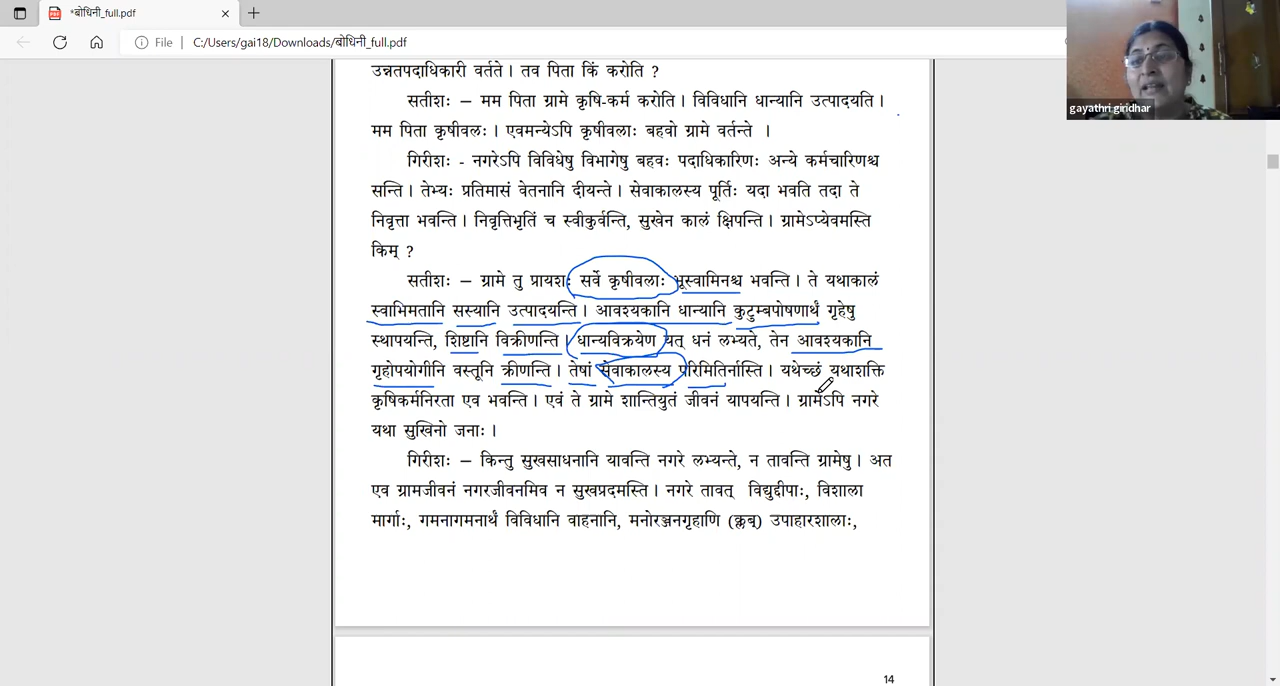 *बोधिनी_full.pdf
File
C:/Users/gai18/Downloads/बोधिनी_full.pdf
gayathri giridhar
उन्नतपदाधिकारी वर्तते । तव पिता किं करोति ?
सतीशः – मम पिता ग्रामे कृषि-कर्म करोति । विविधानि धान्यानि उत्पादयति ।
मम पिता कृषीवलः । एवमन्येऽपि कृषीवलाः बहवो ग्रामे वर्तन्ते ।
गिरीशः - नगरेऽपि विविधेषु विभागेषु बहवः पदाधिकारिणः अन्ये कर्मचारिणश्च
सन्ति । तेभ्यः प्रतिमासं वेतनानि दीयन्ते । सेवाकालस्य पूर्तिः यदा भवति तदा ते
निवृत्ता भवन्ति । निवृत्तिभृतिं च स्वीकुर्वन्ति, सुखेन कालं क्षिपन्ति । ग्रामेऽप्येवमस्ति
किम् ?
सतीशः – ग्रामे तु प्रायशः सर्वे कृषीवलाः भूस्वामिनश्च भवन्ति । ते यथाकालं
स्वाभिमतानि सस्यानि उत्पादयन्ति । आवश्यकानि धान्यानि कुटुम्बपोषणार्थं गृहेषु
स्थापयन्ति, शिष्टानि विक्रीणन्ति । धान्यविक्रयेण यत् धनं लभ्यते, तेन आवश्यकानि
गृहोपयोगीनि वस्तूनि क्रीणन्ति । तेषां सेवाकालस्य परिमितिर्नास्ति । यथेच्छं यथाशक्ति
कृषिकर्मनिरता एव भवन्ति । एवं ते ग्रामे शान्तियुतं जीवनं यापयन्ति । ग्रामेऽपि नगरे
यथा सुखिनो जनाः ।
गिरीशः – किन्तु सुखसाधनानि यावन्ति नगरे लभ्यन्ते, न तावन्ति ग्रामेषु । अत
एव ग्रामजीवनं नगरजीवनमिव न सुखप्रदमस्ति । नगरे तावत् विद्युद्दीपाः, विशाला
मार्गाः, गमनागमनार्थं विविधानि वाहनानि, मनोरञ्जनगृहाणि (क्लब्) उपाहारशालाः,
14